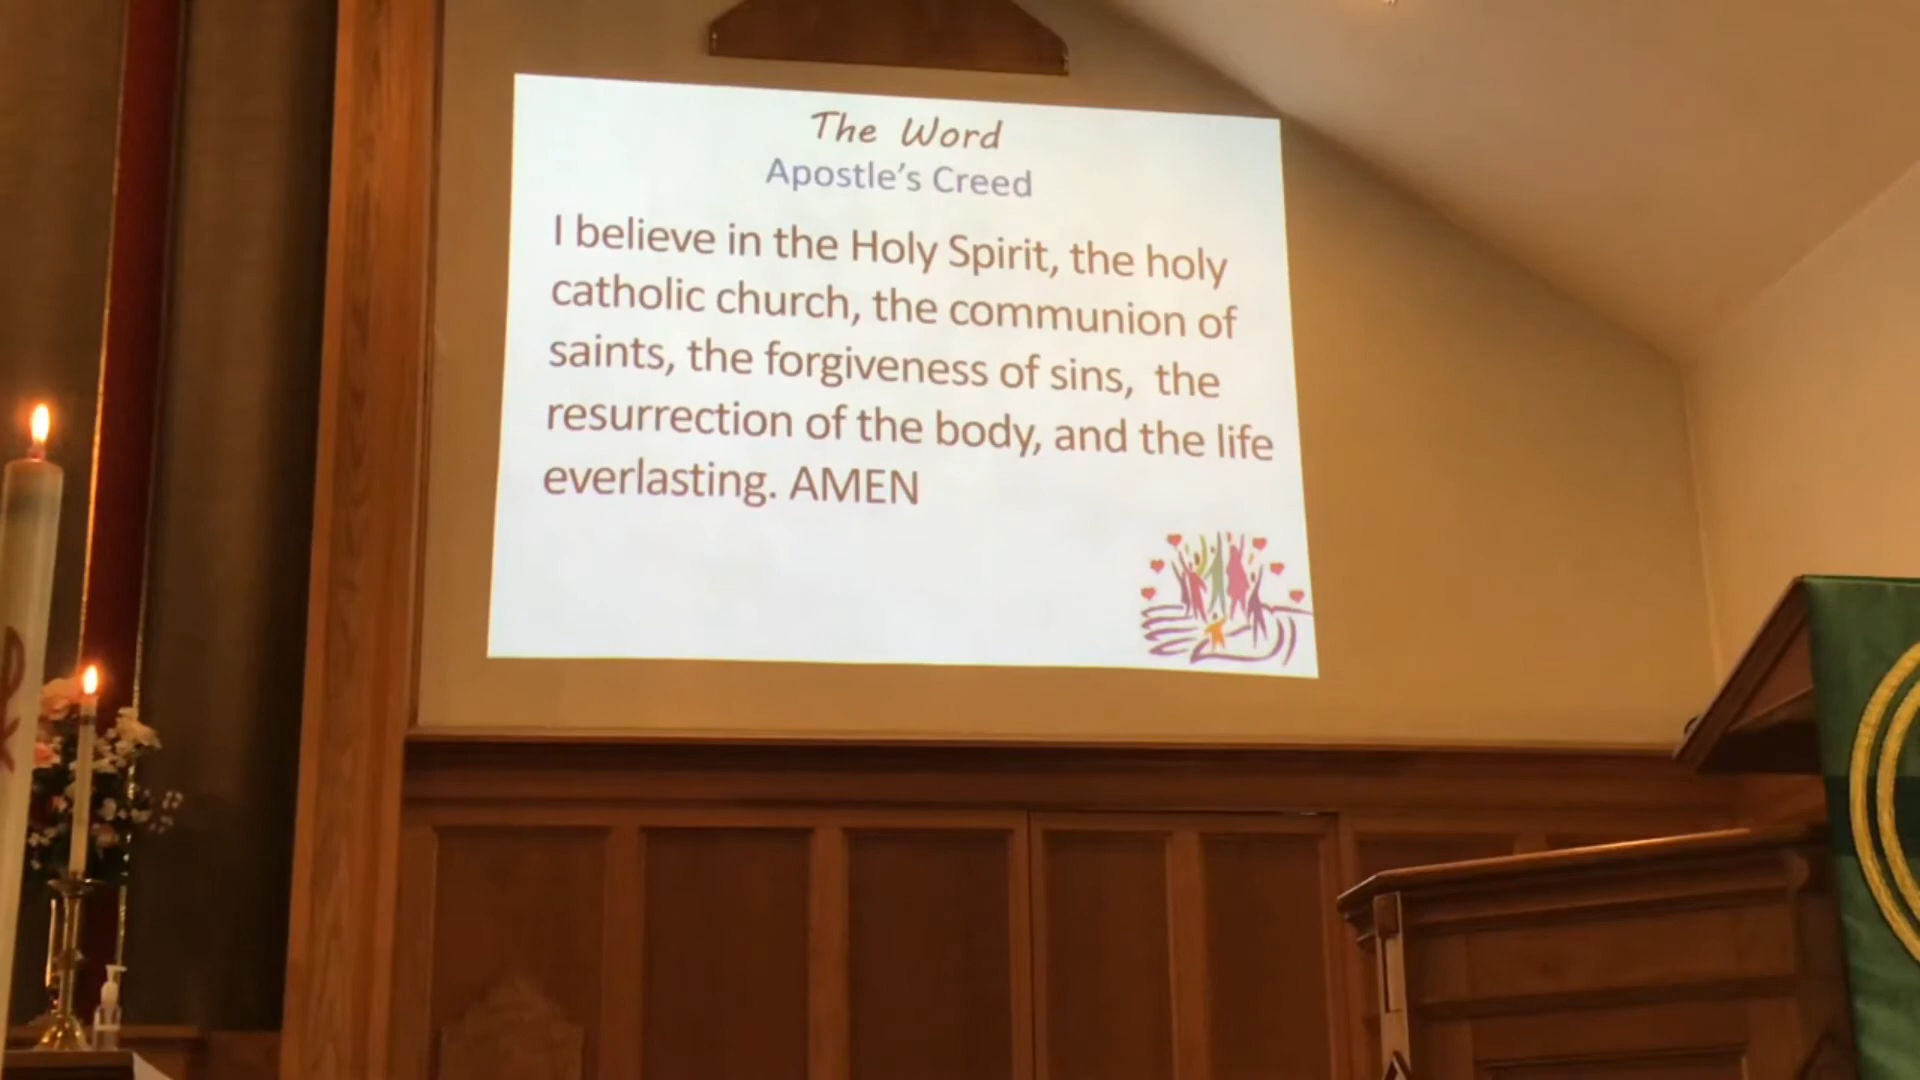 The Word
Apostle's Creed
I believe in the Holy Spirit, the holy
catholic church, the communion of
saints, the forgiveness of sins, the
resurrection of the body, and the life
everlasting. AMEN